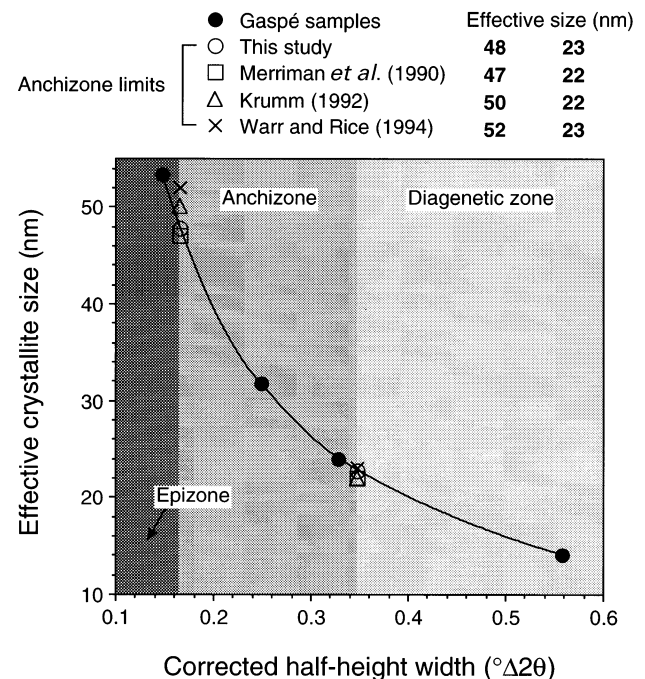 Gaspé samples Effective size (nm)
This study 48 23
Merriman et al. (1990) 47 22
Anchizone limits
Krumm (1992) 50 22
Warr and Rice (1994) 52 23
Anchizone
Diagenetic zone
Epizone
Effective crystallite size (nm)
50
40
30
20
10
0.1 0.2 0.3 0.4 0.5 0.6
Corrected half-height width (°Δ2θ)